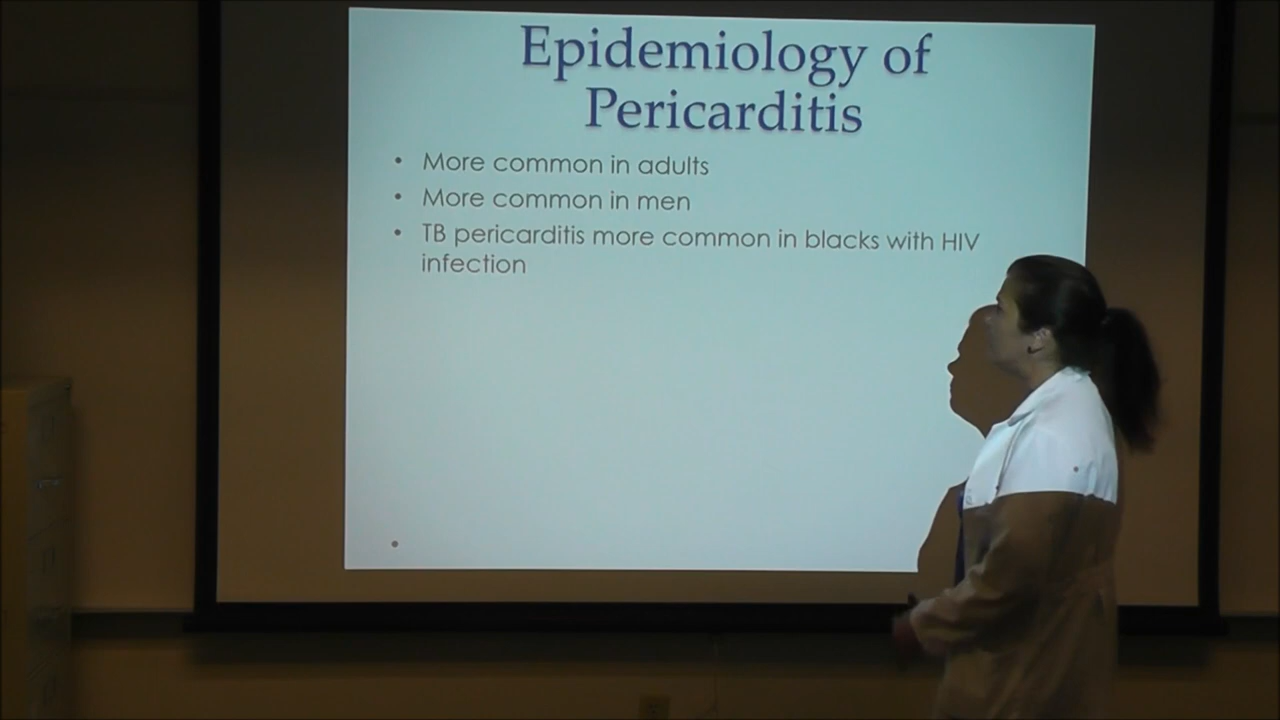 Epidemiology of
Pericarditis
• More common in adults
• More common in men
• TB pericarditis more common in blacks with HIV
infection